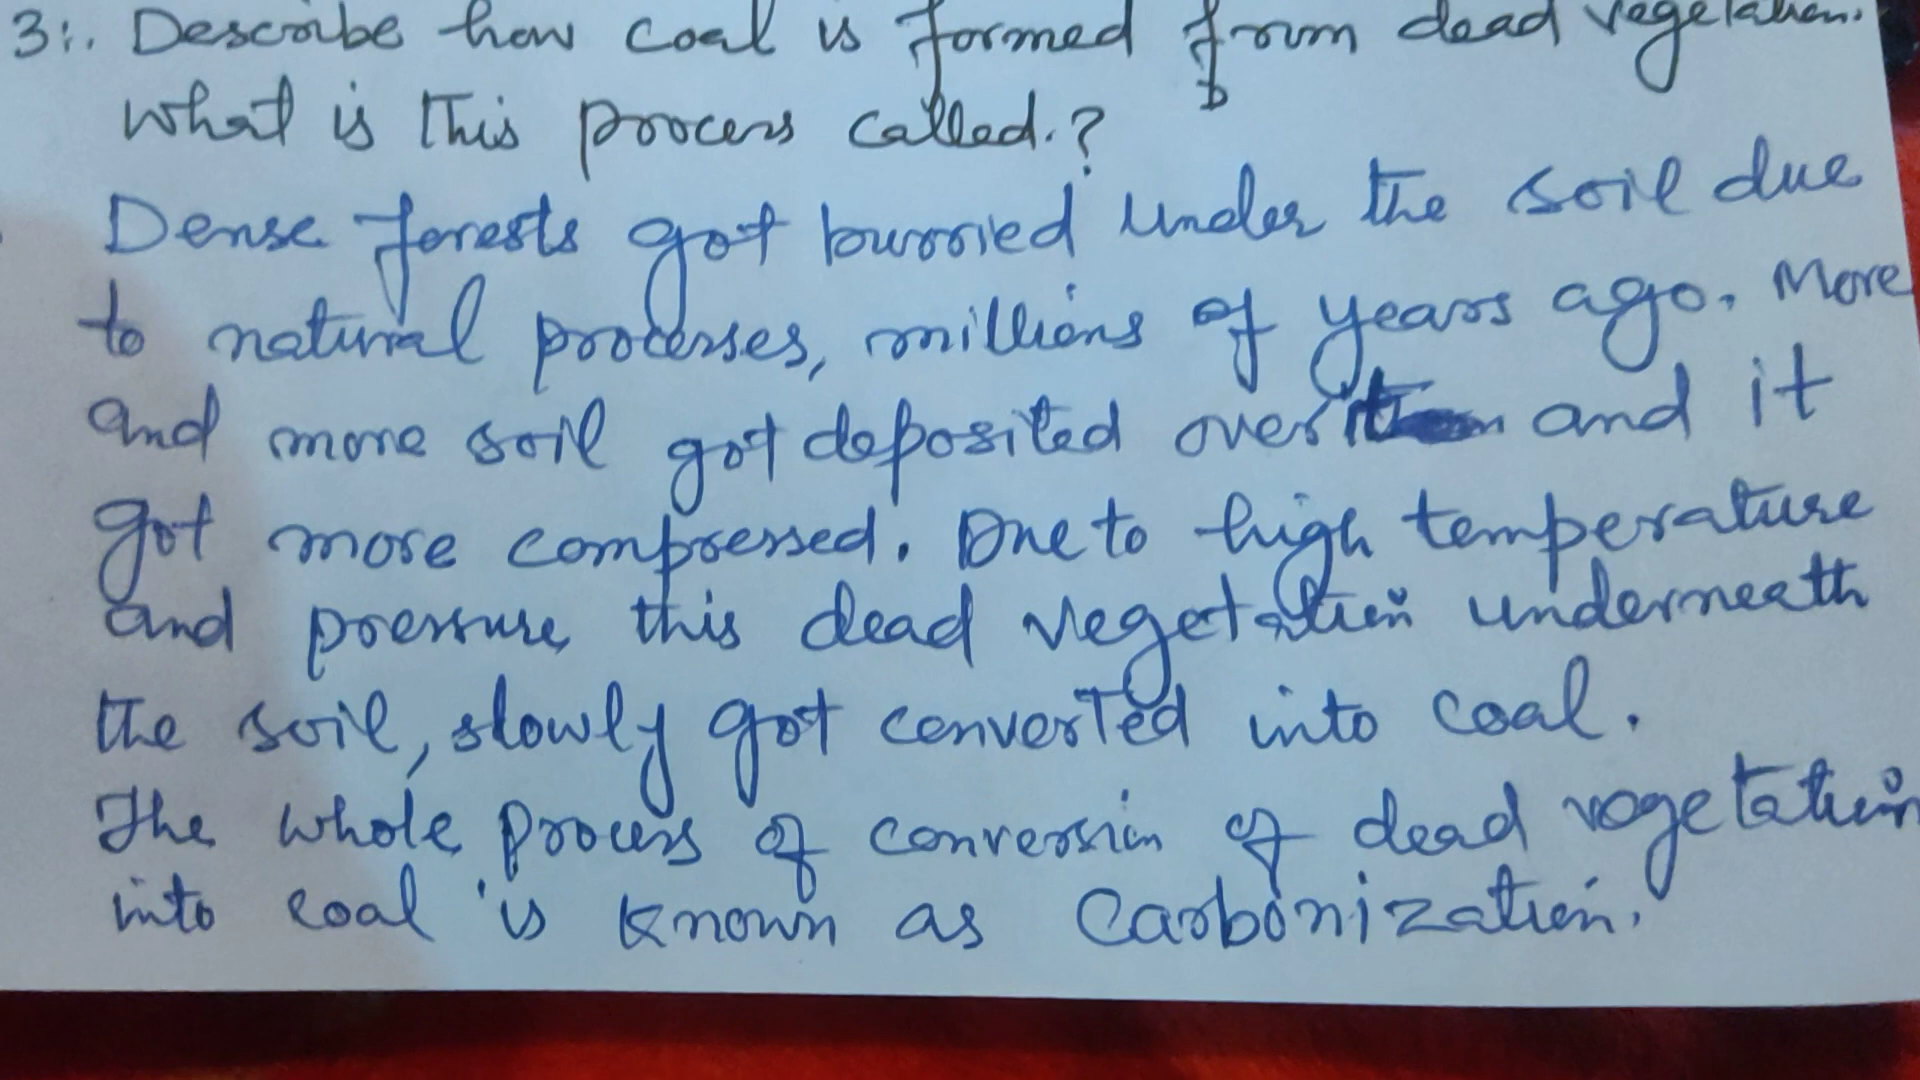 3:. Describe how coal is formed from dead vegetation.
What is this process called.?
Dense forests got burried under the soil due
to natural processes, millions of years ago. More
and more soil got deposited over it and it
got more compressed. Due to high temperature
and pressure, this dead vegetation underneath
the soil, slowly got converted into coal.
The whole process of conversion of dead vegetation
into coal is known as Carbonization.